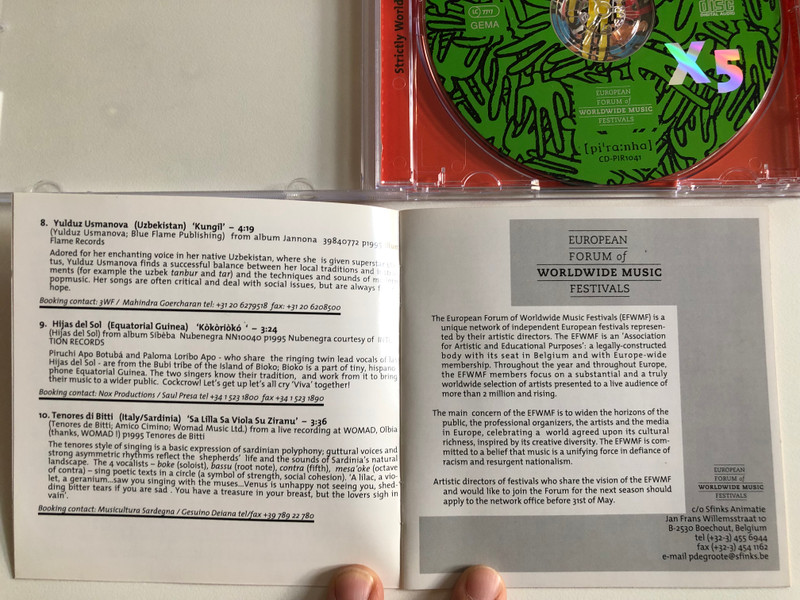 Strictly World
GEMA
COMPACT
disc
DIGITAL AUDIO
X5
EUROPEAN
FORUM of
WORLDWIDE MUSIC
FESTIVALS
[pi'ra:nha]
CD-PIR1041
8. Yulduz Usmanova (Uzbekistan) 'Kungil' – 4:19
(Yulduz Usmanova; Blue Flame Publishing) from album Jannona 39840772 p1995
Flame Records
Adored for her enchanting voice in her native Uzbekistan, where she is given superstar
tus, Yulduz Usmanova finds a successful balance between her local traditions and
ments (for example the uzbek tanbur and tar) and the techniques and sounds of
Popmusic. Her songs are often critical and deal with social issues, but are always
hope.
Booking contact: 3WF / Mahindra Goercharan tel: +31 20 6279518 fax: +31 20 6208500
9. Hijas del Sol (Equatorial Guinea) 'Kòkòrìòkó ' – 3:24
(Hijas del Sol) from album Sibèba Nubenegra NN10040 p1995 Nubenegra courtesy of
TION RECORDS
Piruchi Apo Botubá and Paloma Loribo Apo - who share the ringing twin lead vocals of
Hijas del Sol - are from the Bubi tribe of the island of Bioko; Bioko is part of tiny, hispano
phone Equatorial Guinea. The two singers know their tradition, and work from it to bring
their music to a wider public. Cockcrow! Let's get up let's all cry 'Viva' together!
Booking contact: Nox Productions / Saul Presa tel +34 1 523 1800 fax +34 1 523 1890
10. Tenores di Bitti (Italy/Sardinia) 'Sa Lìlla Sa Viola Su Ziranu' – 3:36
(Tenores de Bitti; Amico Cimino; Womad Music Ltd.) from a live recording at WOMAD, Olbia
(thanks, WOMAD !) p1995 Tenores de Bitti
The tenores style of singing is a basic expression of sardinian polyphony; guttural voices and
strong asymmetric rhythms reflect the shepherds' life and the sounds of Sardinia's natural
landscape. The 4 vocalists – boke (soloist), bassu (root note), contra (fifth), mesa'oke (octave
of contra) – sing poetic texts in a circle (a symbol of strength, social cohesion). 'A lilac, a vio-
let, a geranium...saw you singing with the muses...Venus is unhappy not seeing you, shed-
ding bitter tears if you are sad . You have a treasure in your breast, but the lovers sigh in
vain'.
Booking contact: Musicultura Sardegna / Gesuino Deiana tel/fax +39 789 22 780
EUROPEAN
FORUM of
WORLDWIDE MUSIC
FESTIVALS
The European Forum of Worldwide Music Festivals (EFWMF) is a
unique network of independent European festivals represen-
ted by their artistic directors. The EFWMF is an 'Association
for Artistic and Educational Purposes': a legally-constructed
body with its seat in Belgium and with Europe-wide
membership. Throughout the year and throughout Europe,
the EFWMF members focus on a substantial and a truly
worldwide selection of artists presented to a live audience of
more than 2 million and rising.
The main concern of the EFWMF is to widen the horizons of the
public, the professional organizers, the artists and the media
in Europe, celebrating a world agreed upon its cultural
richness, inspired by its creative diversity. The EFWMF is com-
mitted to a belief that music is a unifying force in defiance of
racism and resurgent nationalism.
Artistic directors of festivals who share the vision of the EFWMF
and would like to join the Forum for the next season should
apply to the network office before 31st of May.
EUROPEAN
FORUM of
WORLDWIDE MUSIC
FESTIVALS
c/o Sfinks Animatie
Jan Frans Willemsstraat 10
B-2530 Boechout, Belgium
tel (+32-3) 455 6944
fax (+32-3) 454 1162
e-mail pdegroote@sfinks.be